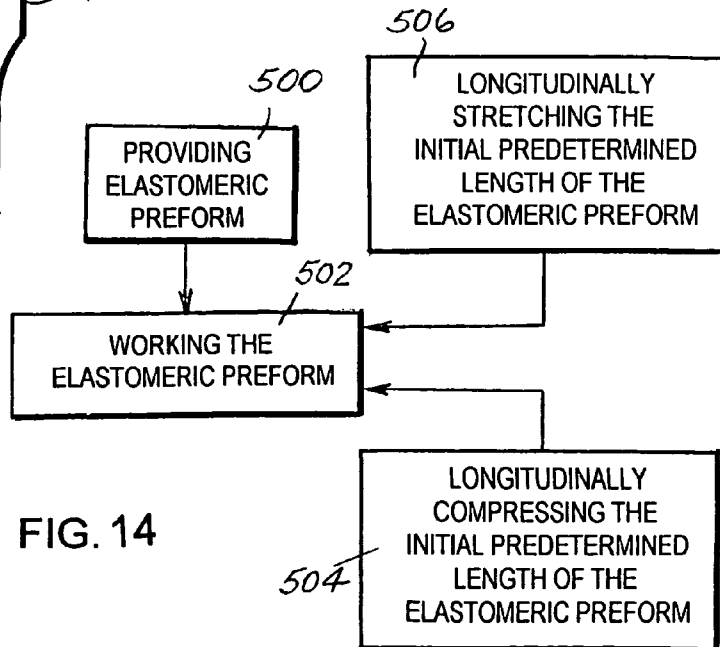 506
500
LONGITUDINALLY
STRETCHING THE
INITIAL PREDETERMINED
LENGTH OF THE
ELASTOMERIC PREFORM
PROVIDING
ELASTOMERIC
PREFORM
502
WORKING THE
ELASTOMERIC PREFORM
LONGITUDINALLY
COMPRESSING THE
INITIAL PREDETERMINED
LENGTH OF THE
ELASTOMERIC PREFORM
504
FIG. 14